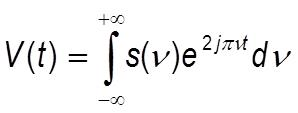 V(t) = ∫_{-∞}^{+∞} s(ν)e^{2jπνt} dν